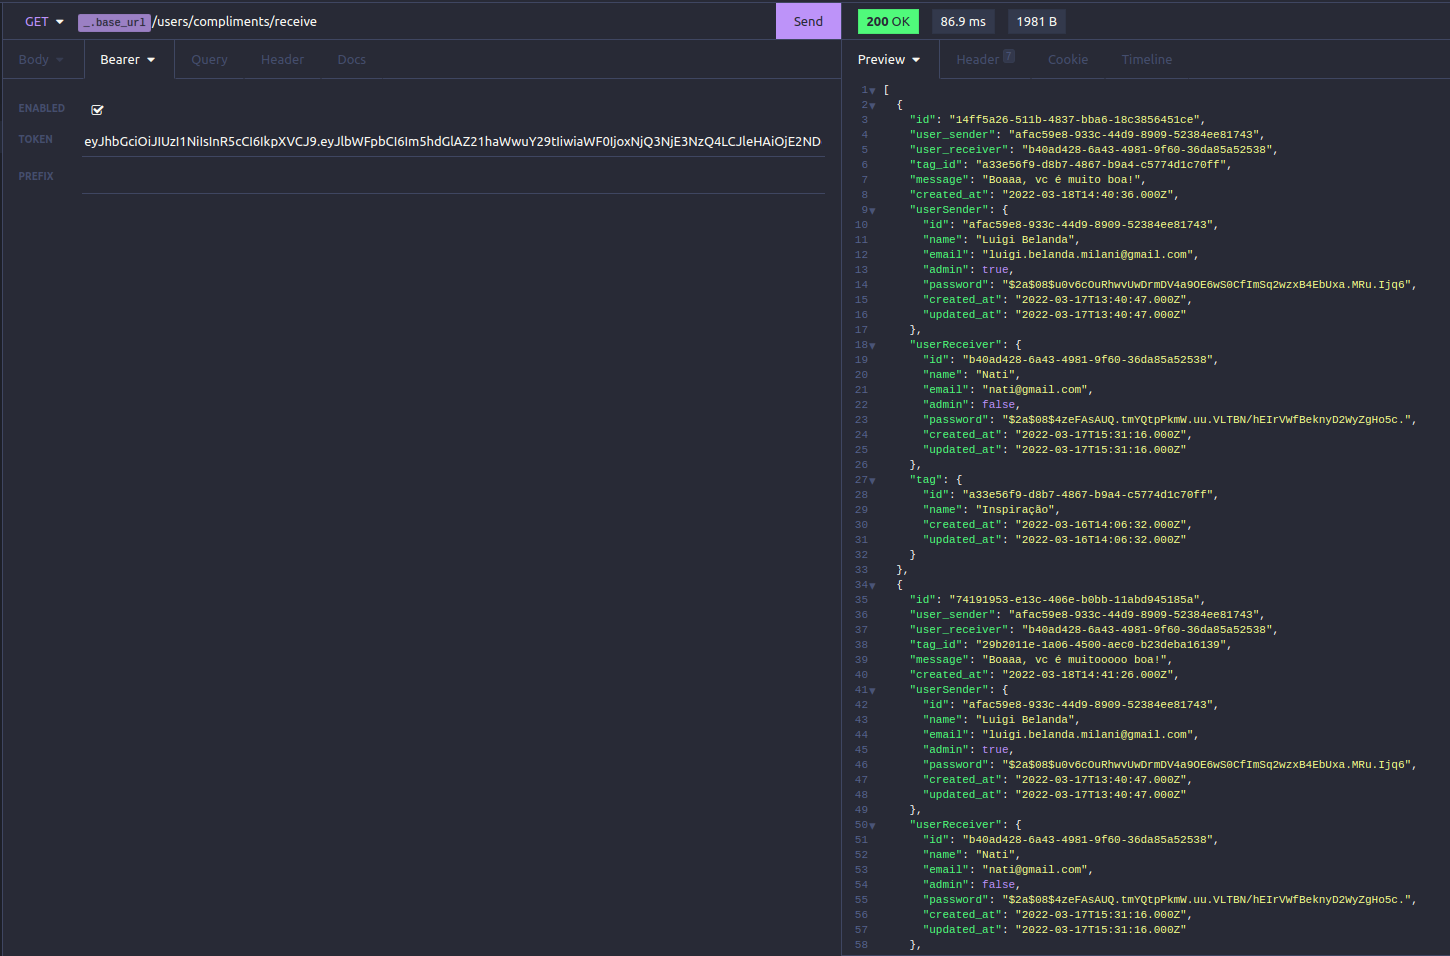 GET _.base_url/users/compliments/receive Send 200 OK 86.9 ms 1981 B
Body Bearer Query Header Docs
Preview Header 7 Cookie Timeline
ENABLED
TOKEN eyJhbGciOiJIUzI1NiIsInR5cCI6IkpXVCJ9.eyJlbWFpbCI6Im5hdGlAZ21haWwuY29tIiwiaWF0IjoxNjQ3NjE3NzQ4LCJleHAiOjE2ND
PREFIX
1 [
2 {
3 "id": "14ff5a26-511b-4837-bba6-18c3856451ce",
4 "user_sender": "afac59e8-933c-44d9-8909-52384ee81743",
5 "user_receiver": "b40ad428-6a43-4981-9f60-36da85a52538",
6 "tag_id": "a33e56f9-d8b7-4867-b9a4-c5774d1c70ff",
7 "message": "Boaaa, vc é muito boa!",
8 "created_at": "2022-03-18T14:40:36.000Z",
9 "userSender": {
10 "id": "afac59e8-933c-44d9-8909-52384ee81743",
11 "name": "Luigi Belanda",
12 "email": "luigi.belanda.milani@gmail.com",
13 "admin": true,
14 "password": "$2a$08$u0v6cOuRhwvUwDrmDV4a9OE6wS0CfImSq2wzxB4EbUxa.MRu.Ijq6",
15 "created_at": "2022-03-17T13:40:47.000Z",
16 "updated_at": "2022-03-17T13:40:47.000Z"
17 },
18 "userReceiver": {
19 "id": "b40ad428-6a43-4981-9f60-36da85a52538",
20 "name": "Nati",
21 "email": "nati@gmail.com",
22 "admin": false,
23 "password": "$2a$08$4zeFAsAUQ.tmYQtpPkmW.uu.VLTBN/hEIrVWfBeknyD2WyZgHo5c.",
24 "created_at": "2022-03-17T15:31:16.000Z",
25 "updated_at": "2022-03-17T15:31:16.000Z"
26 },
27 "tag": {
28 "id": "a33e56f9-d8b7-4867-b9a4-c5774d1c70ff",
29 "name": "Inspiração",
30 "created_at": "2022-03-16T14:06:32.000Z",
31 "updated_at": "2022-03-16T14:06:32.000Z"
32 }
33 },
34 {
35 "id": "74191953-e13c-406e-b0bb-11abd945185a",
36 "user_sender": "afac59e8-933c-44d9-8909-52384ee81743",
37 "user_receiver": "b40ad428-6a43-4981-9f60-36da85a52538",
38 "tag_id": "29b2011e-1a06-4500-aec0-b23deba16139",
39 "message": "Boaaa, vc é muitooooo boa!",
40 "created_at": "2022-03-18T14:41:26.000Z",
41 "userSender": {
42 "id": "afac59e8-933c-44d9-8909-52384ee81743",
43 "name": "Luigi Belanda",
44 "email": "luigi.belanda.milani@gmail.com",
45 "admin": true,
46 "password": "$2a$08$u0v6cOuRhwvUwDrmDV4a9OE6wS0CfImSq2wzxB4EbUxa.MRu.Ijq6",
47 "created_at": "2022-03-17T13:40:47.000Z",
48 "updated_at": "2022-03-17T13:40:47.000Z"
49 },
50 "userReceiver": {
51 "id": "b40ad428-6a43-4981-9f60-36da85a52538",
52 "name": "Nati",
53 "email": "nati@gmail.com",
54 "admin": false,
55 "password": "$2a$08$4zeFAsAUQ.tmYQtpPkmW.uu.VLTBN/hEIrVWfBeknyD2WyZgHo5c.",
56 "created_at": "2022-03-17T15:31:16.000Z",
57 "updated_at": "2022-03-17T15:31:16.000Z"
58 },